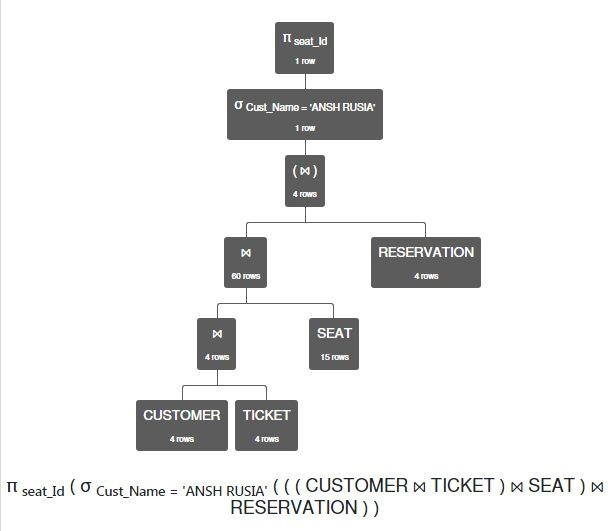 π seat_Id
1 row
σ Cust_Name = 'ANSH RUSIA'
1 row
( ⋈ )
4 rows
⋈ RESERVATION
60 rows 4 rows
⋈ SEAT
4 rows 15 rows
CUSTOMER TICKET
4 rows 4 rows
π seat_Id ( σ Cust_Name = 'ANSH RUSIA' ( ( ( CUSTOMER ⋈ TICKET ) ⋈ SEAT ) ⋈
RESERVATION ) )